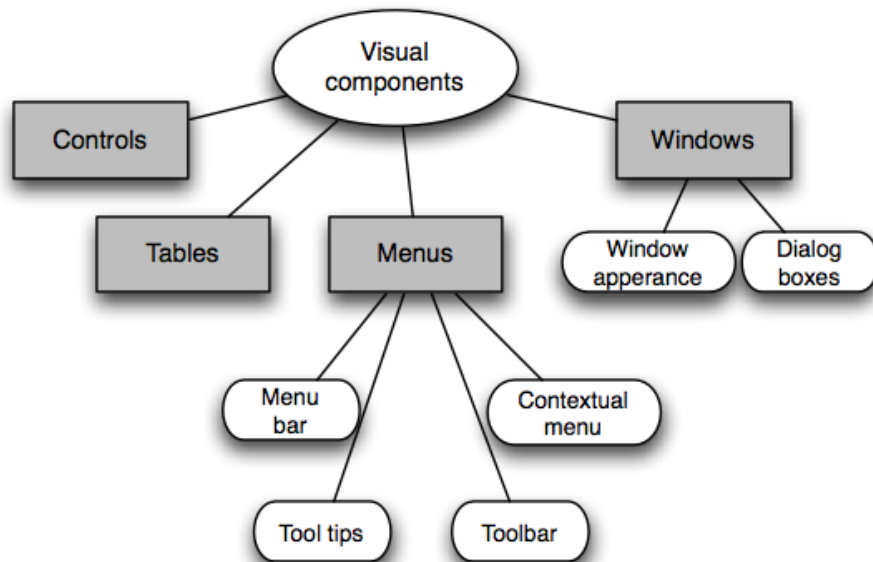 Visual
components
Controls
Windows
Tables
Menus
Window
apperance
Dialog
boxes
Menu
bar
Contextual
menu
Tool tips
Toolbar